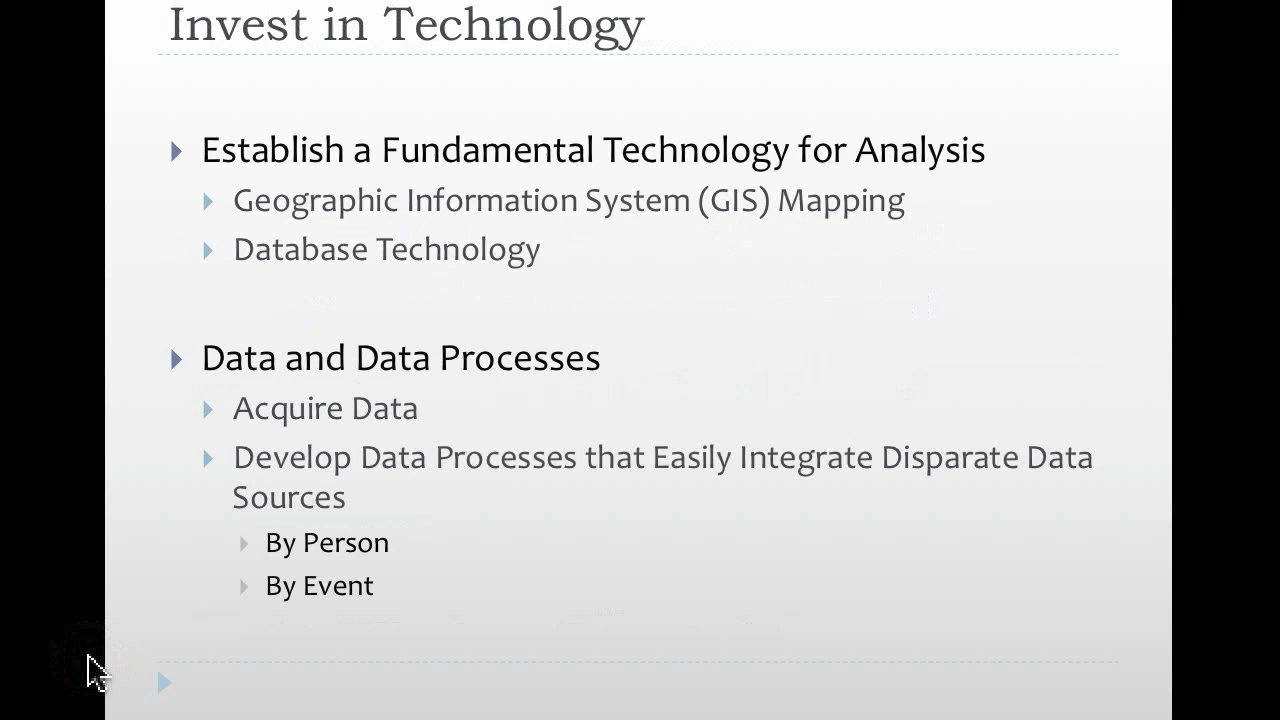 Invest in Technology
Establish a Fundamental Technology for Analysis
Geographic Information System (GIS) Mapping
Database Technology
Data and Data Processes
Acquire Data
Develop Data Processes that Easily Integrate Disparate Data
Sources
By Person
By Event